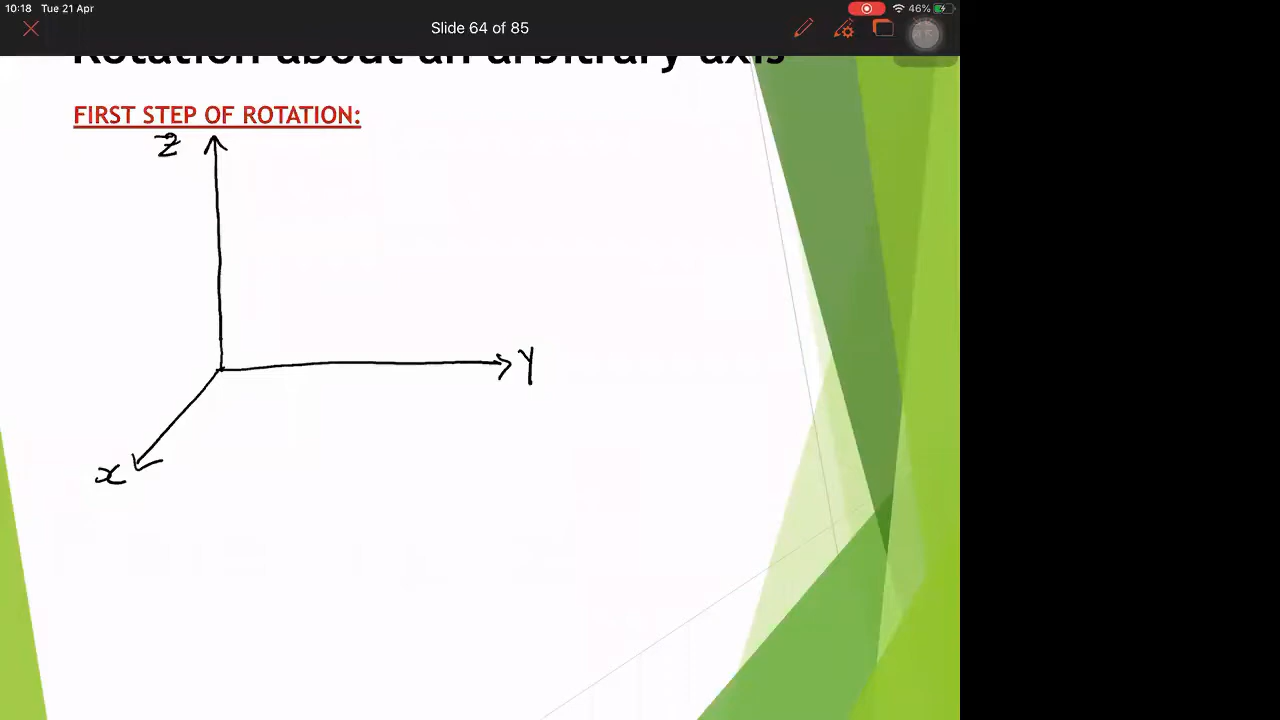 10:18 Tue 21 Apr 46%
Slide 64 of 85
Rotation about an arbitrary axis
FIRST STEP OF ROTATION:
Z
Y
x